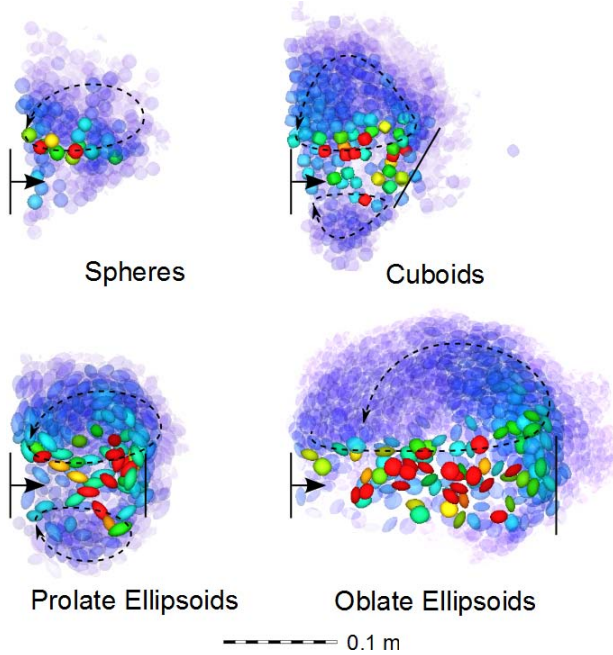 Spheres
Cuboids
Prolate Ellipsoids
Oblate Ellipsoids
0.1 m